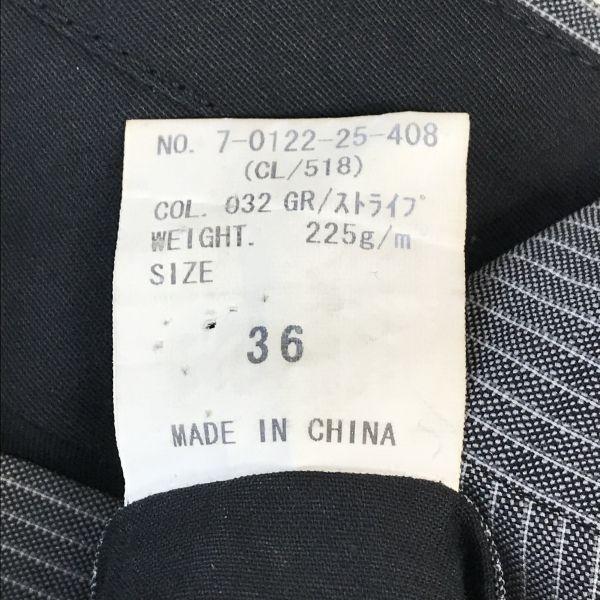 NO. 7-0122-25-408
(CL/518)
COL. 032 GR/ストライプ
WEIGHT. 225g/m
SIZE
36
MADE IN CHINA